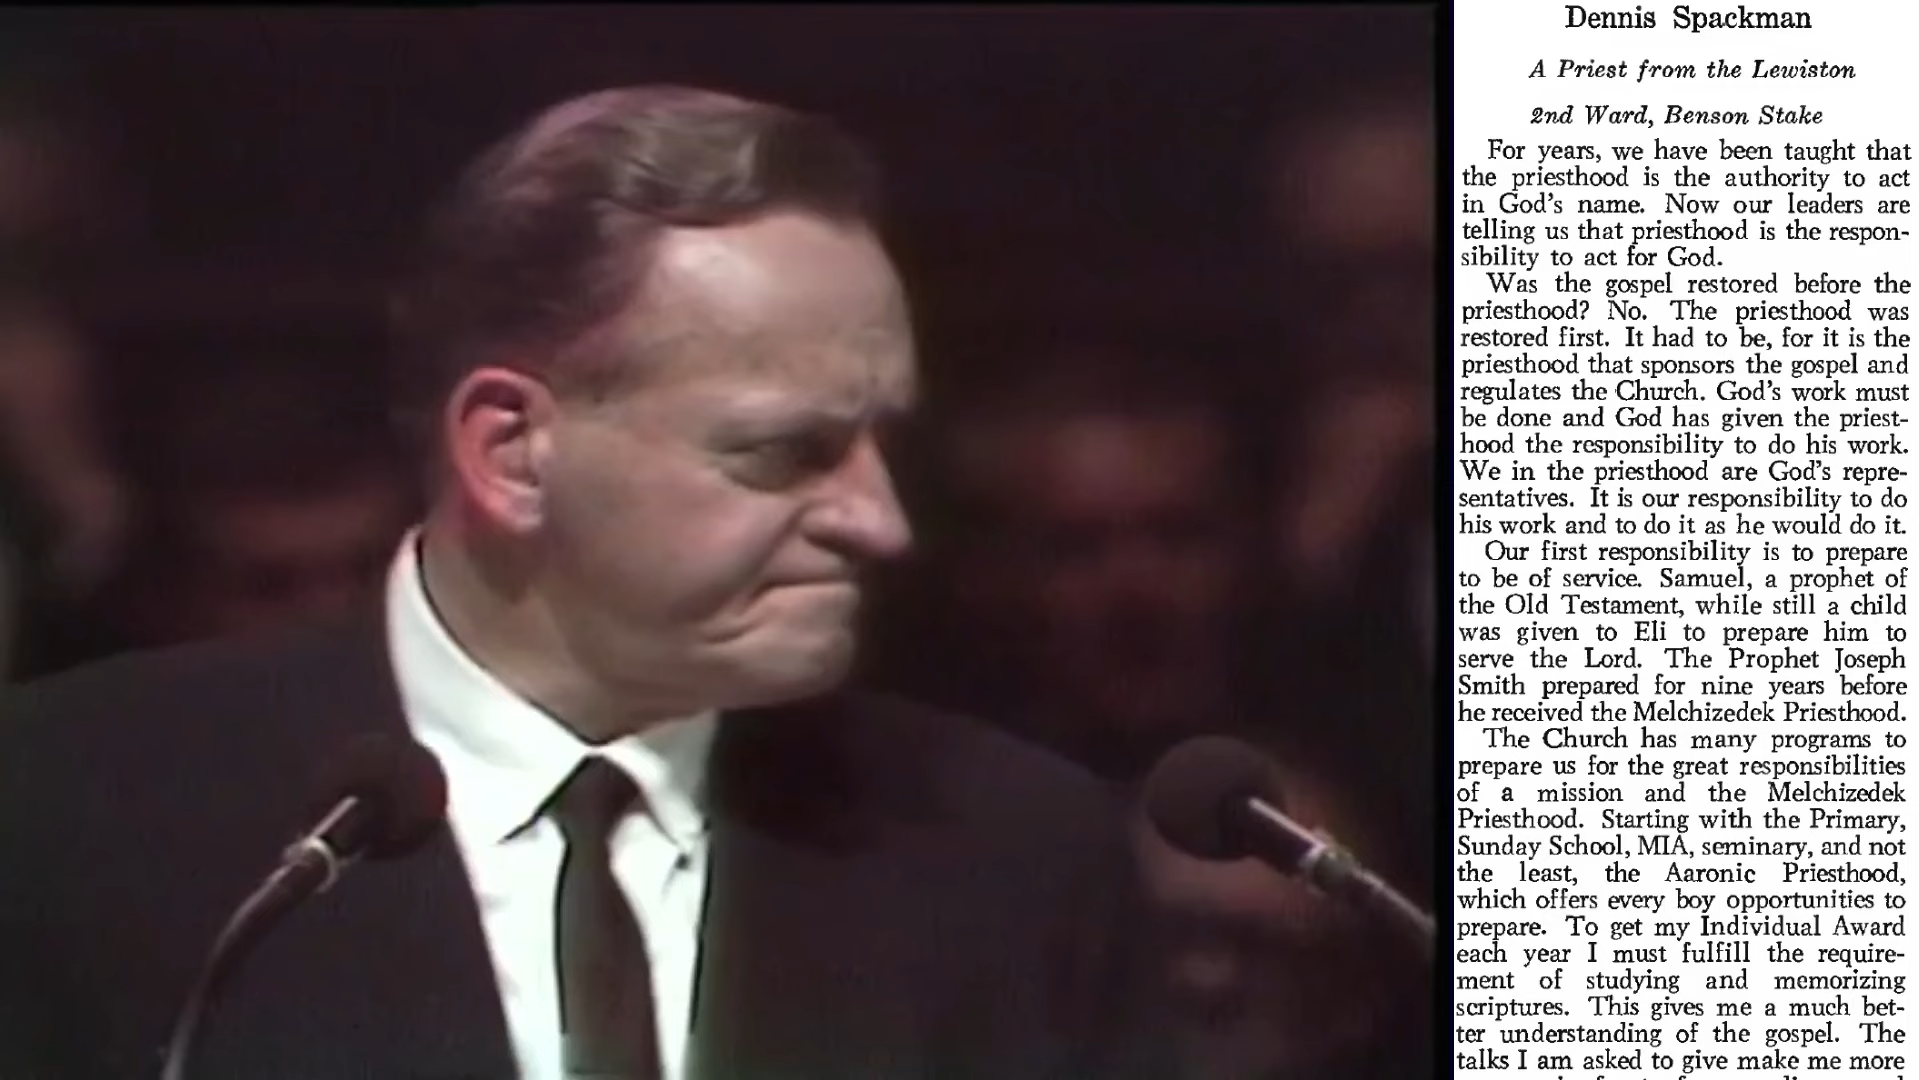 Dennis Spackman
A Priest from the Lewiston
2nd Ward, Benson Stake
For years, we have been taught that
the priesthood is the authority to act
in God's name. Now our leaders are
telling us that priesthood is the respon-
sibility to act for God.
Was the gospel restored before the
priesthood? No. The priesthood was
restored first. It had to be, for it is the
priesthood that sponsors the gospel and
regulates the Church. God's work must
be done and God has given the priest-
hood the responsibility to do his work.
We in the priesthood are God's repre-
sentatives. It is our responsibility to do
his work and to do it as he would do it.
Our first responsibility is to prepare
to be of service. Samuel, a prophet of
the Old Testament, while still a child
was given to Eli to prepare him to
serve the Lord. The Prophet Joseph
Smith prepared for nine years before
he received the Melchizedek Priesthood.
The Church has many programs to
prepare us for the great responsibilities
of a mission and the Melchizedek
Priesthood. Starting with the Primary,
Sunday School, MIA, seminary, and not
the least, the Aaronic Priesthood,
which offers every boy opportunities to
prepare. To get my Individual Award
each year I must fulfill the require-
ment of studying and memorizing
scriptures. This gives me a much bet-
ter understanding of the gospel. The
talks I am asked to give make me more